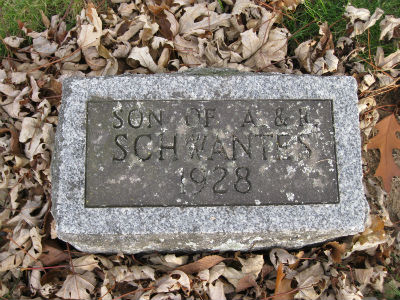 SON OF A & R
SCHWANTES
1928